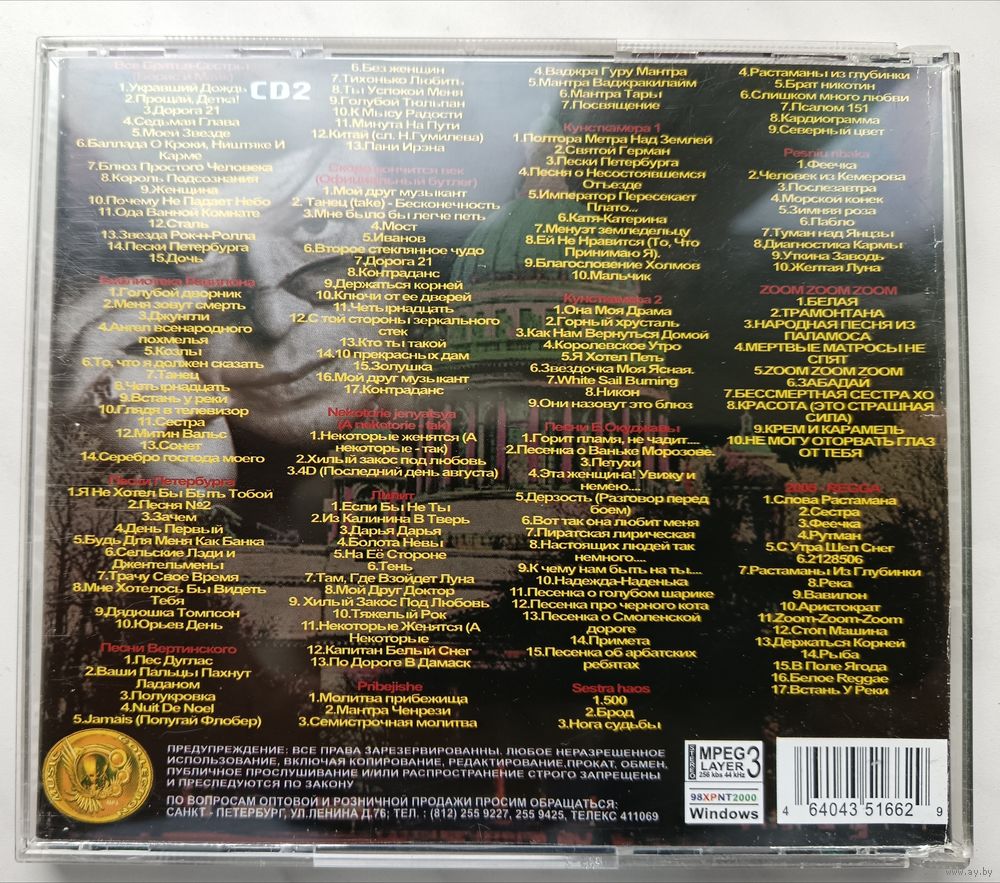 Все Братья-Сестры
(Борис и Майк)
1.Укравший Дождь
2.Прощай, Детка!
3.Дорога 21
4.Седьмая Глава
5.Моей Звезде
6.Баллада О Кроки, Ништяке И
Карме
7.Блюз Простого Человека
8.Король Подсознания
9.Женщина
10.Почему Не Падает Небо
11.Ода Ванной Комнате
12.Сталь
13.Звезда Рок-н-Ролла
14.Пески Петербурга
15.Дочь
Библиотека Вавилона
1.Голубой дворник
2.Меня зовут смерть
3.Джунгли
4.Ангел всенародного
похмелья
5.Козлы
6.То, что я должен сказать
7.Танец
8.Четырнадцать
9.Встань у реки
10.Глядя в телевизор
11.Сестра
12.Митин Вальс
13.Сонет
14.Серебро господа моего
Пески Петербурга
1.Я Не Хотел Бы Быть Тобой
2.Песня №2
3.Зачем
4.День Первый
5.Будь Для Меня Как Банка
6.Сельские Лэди и
Джентельмены
7.Трачу Свое Время
8.Мне Хотелось Бы Видеть
Тебя
9.Дядюшка Томпсон
10.Юрьев День
Песни Вертинского
1.Пес Дуглас
2.Ваши Пальцы Пахнут
Ладаном
3.Полукровка
4.Nuit De Noel
5.Jamais (Попугай Флобер)
CD2
6.Без женщин
7.Тихонько Любить
8.Ты Успокой Меня
9.Голубой Тюльпан
10.К Мысу Радости
11.Минута На Пути
12.Китай (сл. Н.Гумилева)
13.Пани Ирэна
Скоро кончится век
(Официальный бутлег)
1.Мой друг музыкант
2. Танец (take) - Бесконечность
3.Мне было бы легче петь
4.Мост
5.Иванов
6.Второе стеклянное чудо
7.Дорога 21
8.Контраданс
9.Держаться корней
10.Ключи от ее дверей
11.Четырнадцать
12.С той стороны зеркального
стек
13.Кто ты такой
14.10 прекрасных дам
15.Золушка
16.Мой друг музыкант
17.Контраданс
Nekotorie jenyatsya
(A nekotorie - tak)
1.Некоторые женятся (А
некоторые - так)
2.Хилый закос под любовь
3.4D (Последний день августа)
Лилит
1.Если Бы Не Ты
2.Из Калинина В Тверь
3.Дарья Дарья
4.Болота Невы
5.На Её Стороне
6.Тень
7.Там, Где Взойдет Луна
8.Мой Друг Доктор
9. Хилый Закос Под Любовь
10.Тяжелый Рок
11.Некоторые Женятся (А
Некоторые
12.Капитан Белый Снег
13.По Дороге В Дамаск
Pribejishe
1.Молитва прибежища
2.Мантра Ченрези
3.Семистрочная молитва
4.Ваджра Гуру Мантра
5.Мантра Ваджракилайм
6.Мантра Тары
7.Посвящение
Кунсткамера 1
1.Полтора Метра Над Землей
2.Святой Герман
3.Пески Петербурга
4.Песня о Несостоявшемся
Отъезде
5.Император Пересекает
Плато...
6.Катя-Катерина
7.Менуэт земледельцу
8.Ей Не Нравится (То, Что
Принимаю Я).
9.Благословение Холмов
10.Мальчик
Кунсткамера 2
1.Она Моя Драма
2.Горный хрусталь
3.Как Нам Вернуться Домой
4.Королевское Утро
5.Я Хотел Петь
6.Звездочка Моя Ясная.
7.White Sail Burning
8.Никон
9.Они назовут это блюз
Песни Б.Окуджавы
1.Горит пламя, не чадит....
2.Песенка о Ваньке Морозове.
3.Петухи
4.Эта женщина! Увижу и
немею....
5.Дерзость (Разговор перед
боем)
6.Вот так она любит меня
7.Пиратская лирическая
8.Настоящих людей так
немного....
9.К чему нам быть на ты....
10.Надежда-Наденька
11.Песенка о голубом шарике
12.Песенка про черного кота
13.Песенка о Смоленской
дороге
14.Примета
15.Песенка об арбатских
ребятах
Sestra haos
1.500
2.Брод
3.Нога судьбы
4.Растаманы из глубинки
5.Брат никотин
6.Слишком много любви
7.Псалом 151
8.Кардиограмма
9.Северный цвет
Pesniu ribaka
1.Феечка
2.Человек из Кемерова
3.Послезавтра
4.Морской конек
5.Зимняя роза
6.Пабло
7.Туман над Янцзы
8.Диагностика Кармы
9.Уткина Заводь
10.Желтая Луна
ZOOM ZOOM ZOOM
1.БЕЛАЯ
2.ТРАМОНТАНА
3.НАРОДНАЯ ПЕСНЯ ИЗ
ПАЛАМОСА
4.МЕРТВЫЕ МАТРОСЫ НЕ
СПЯТ
5.ZOOM ZOOM ZOOM
6.ЗАБАДАЙ
7.БЕССМЕРТНАЯ СЕСТРА ХО
8.КРАСОТА (ЭТО СТРАШНАЯ
СИЛА)
9.КРЕМ И КАРАМЕЛЬ
10.НЕ МОГУ ОТОРВАТЬ ГЛАЗ
ОТ ТЕБЯ
2005 - REGGA
1.Слова Растамана
2.Сестра
3.Феечка
4.Рутман
5.С Утра Шел Снег
6.2128506
7.Растаманы Из Глубинки
8.Река
9.Вавилон
10.Аристократ
11.Zoom-Zoom-Zoom
12.Стоп Машина
13.Держаться Корней
14.Рыба
15.В Поле Ягода
16.Белое Reggae
17.Встань У Реки
ПРЕДУПРЕЖДЕНИЕ: ВСЕ ПРАВА ЗАРЕЗЕРВИРОВАННЫ. ЛЮБОЕ НЕРАЗРЕШЕННОЕ
ИСПОЛЬЗОВАНИЕ, ВКЛЮЧАЯ КОПИРОВАНИЕ, РЕДАКТИРОВАНИЕ,ПРОКАТ, ОБМЕН,
ПУБЛИЧНОЕ ПРОСЛУШИВАНИЕ И/ИЛИ РАСПРОСТРАНЕНИЕ СТРОГО ЗАПРЕЩЕНЫ
И ПРЕСЛЕДУЮТСЯ ПО ЗАКОНУ
ПО ВОПРОСАМ ОПТОВОЙ И РОЗНИЧНОЙ ПРОДАЖИ ПРОСИМ ОБРАЩАТЬСЯ:
САНКТ - ПЕТЕРБУРГ, УЛ.ЛЕНИНА Д.76; ТЕЛ. : (812) 255 9227, 255 9425, ТЕЛЕКС 411069
STEREO
MPEG
LAYER 3
256 kbs 44 kHz
98XPNT2000
Windows
4 64043 51662 9
www.ay.by